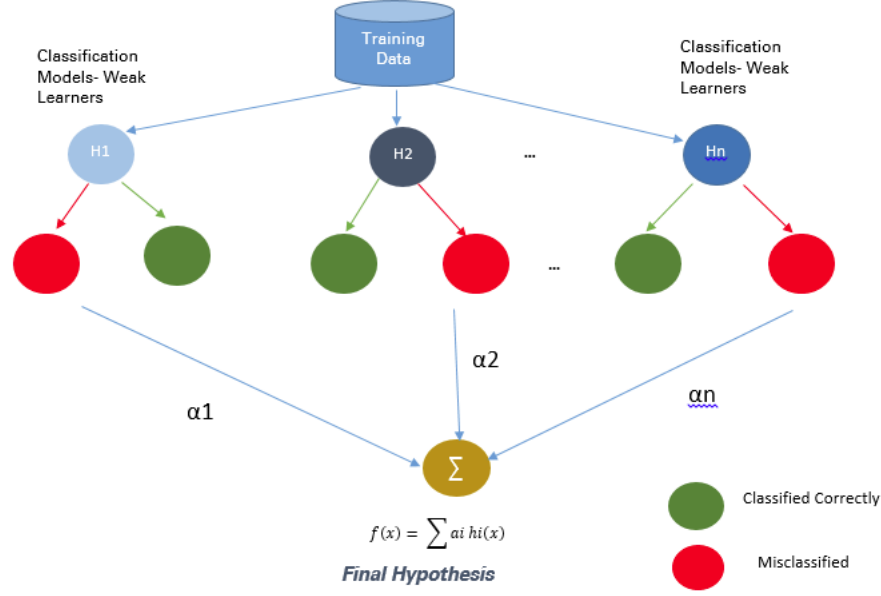 Training
Data
Classification
Models- Weak
Learners
Classification
Models- Weak
Learners
H1
H2
...
Hn
...
α1
α2
αn
∑
f(x) = ∑ ai hi(x)
Final Hypothesis
Classified Correctly
Misclassified